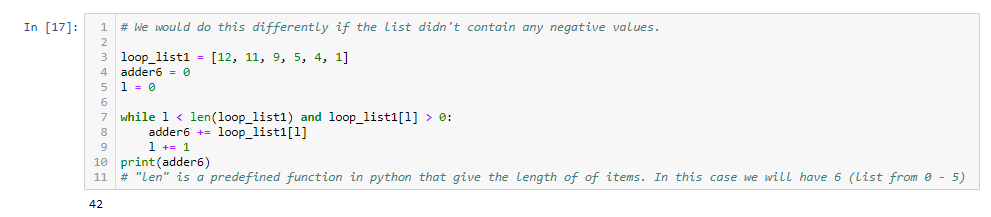 In [17]:
1 # We would do this differently if the list didn't contain any negative values.
2
3 loop_list1 = [12, 11, 9, 5, 4, 1]
4 adder6 = 0
5 l = 0
6
7 while l < len(loop_list1) and loop_list1[l] > 0:
8     adder6 += loop_list1[l]
9     l += 1
10 print(adder6)
11 # "len" is a predefined function in python that give the length of of items. In this case we will have 6 (list from 0 - 5)
42